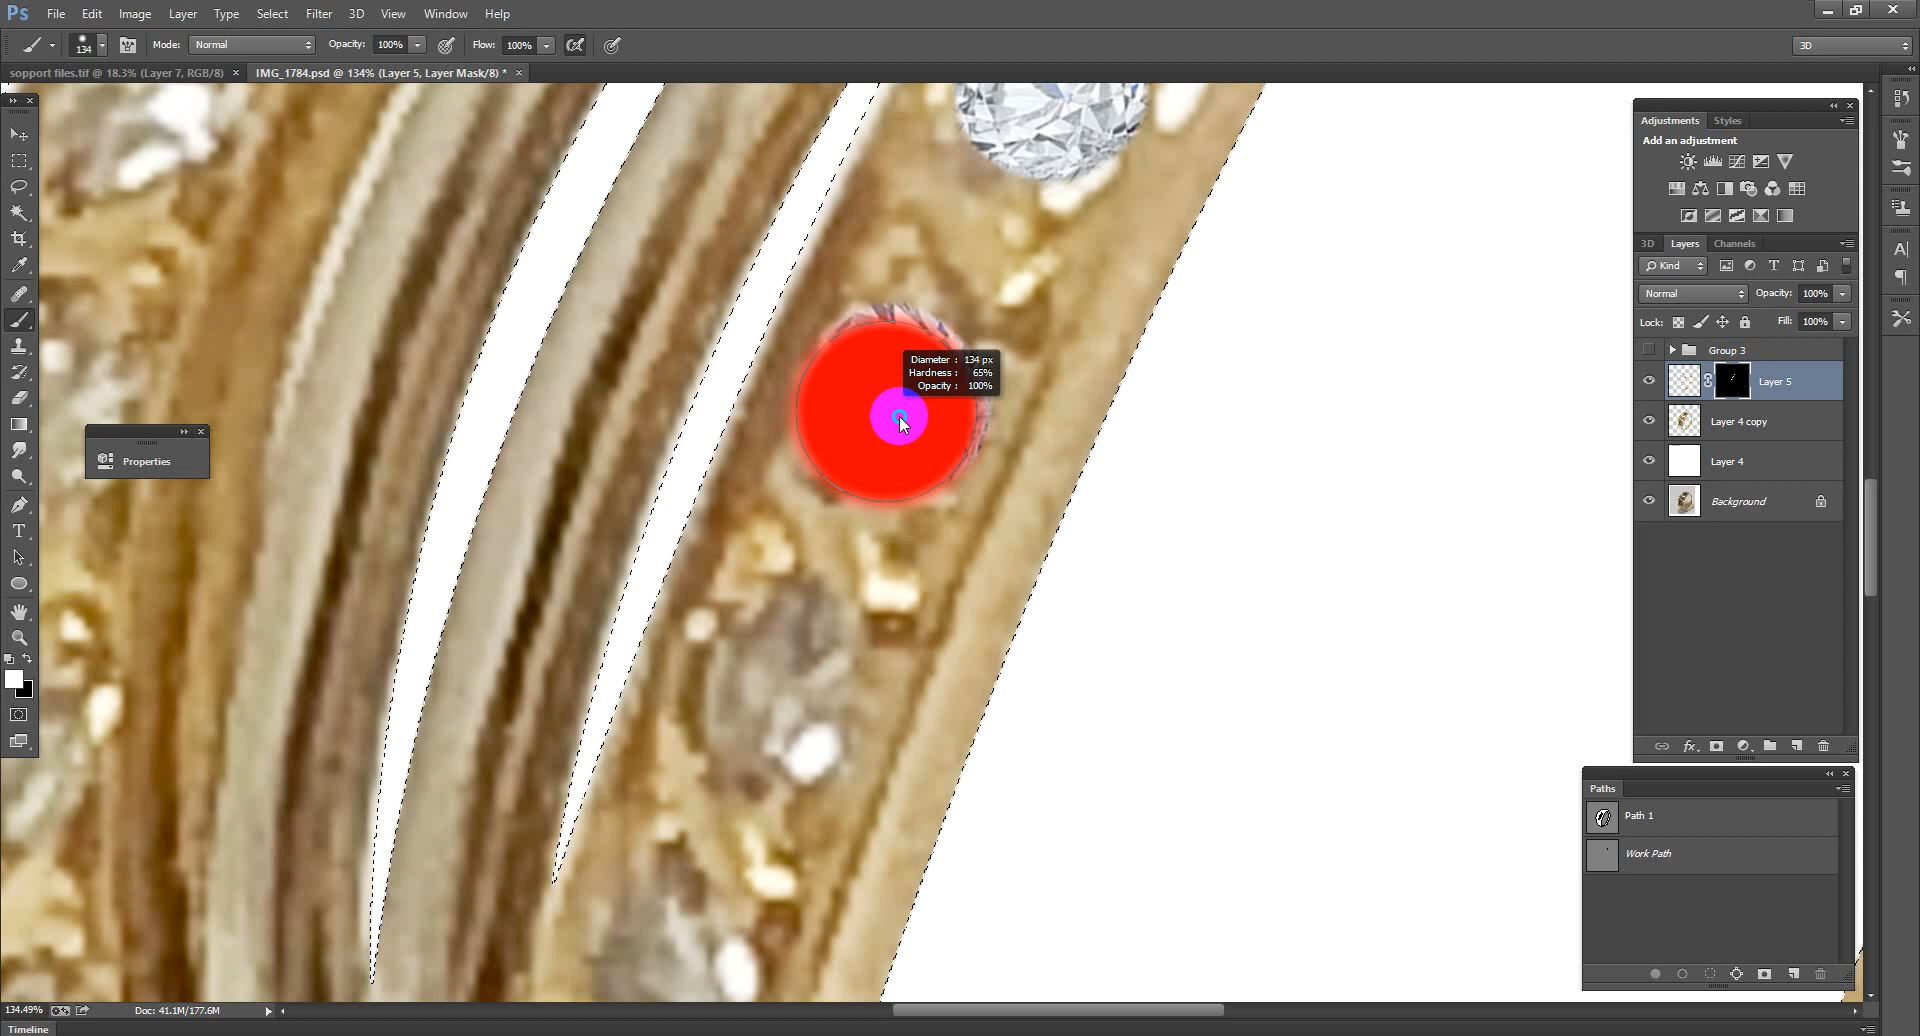 Ps File Edit Image Layer Type Select Filter 3D View Window Help
134 Mode: Normal Opacity: 100% Flow: 100% 3D
sopport files.tif @ 18.3% (Layer 7, RGB/8) × IMG_1784.psd @ 134% (Layer 5, Layer Mask/8) * ×
Adjustments Styles
Add an adjustment
3D Layers Channels
Kind
Normal Opacity: 100%
Lock: Fill: 100%
Group 3
Layer 5
Layer 4 copy
Layer 4
Background
Diameter : 134 px
Hardness : 65%
Opacity : 100%
Properties
Paths
Path 1
Work Path
134.49% Doc: 41.1M/177.6M
Timeline